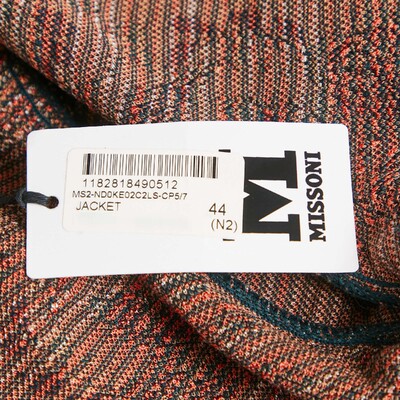 1182818490512
MS2-ND0KE02C2LS-CP5/7
JACKET 44
(N2)
M
MISSONI